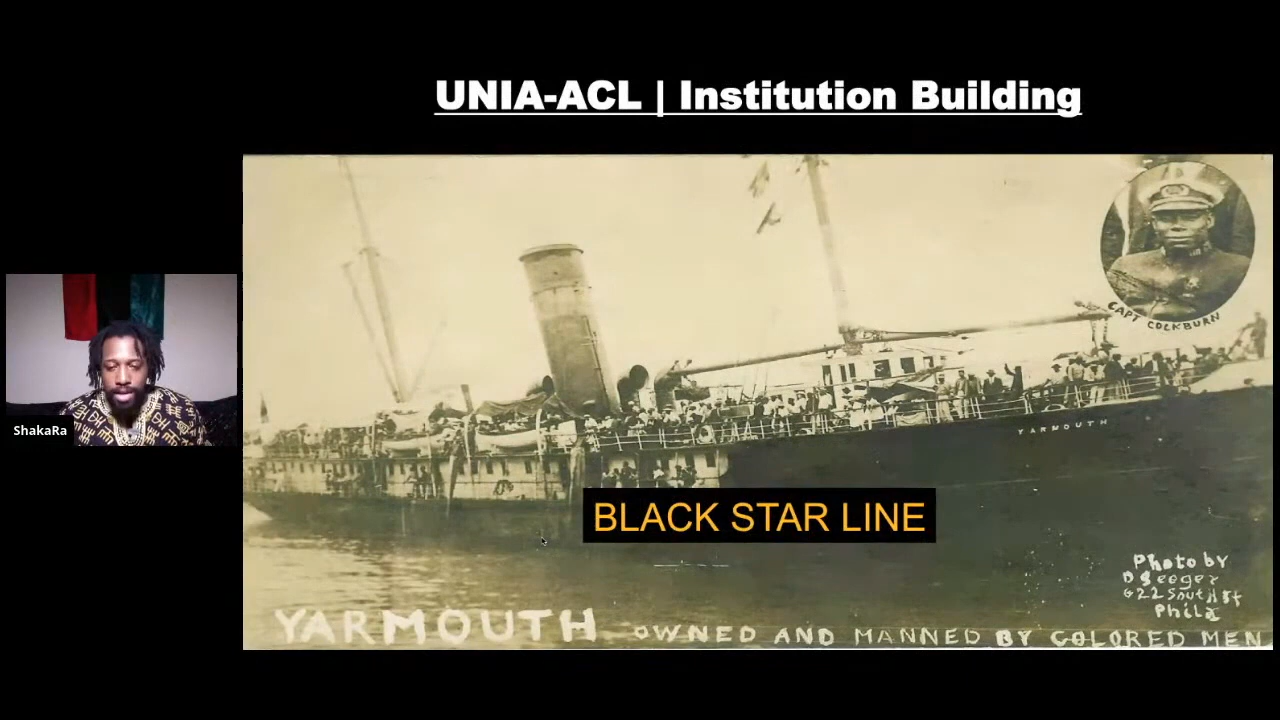 UNIA-ACL | Institution Building
CAPT COCKBURN
YARMOUTH
ShakaRa
BLACK STAR LINE
Photo by
622 South St
Phila
YARMOUTH OWNED AND MANNED BY COLORED MEN